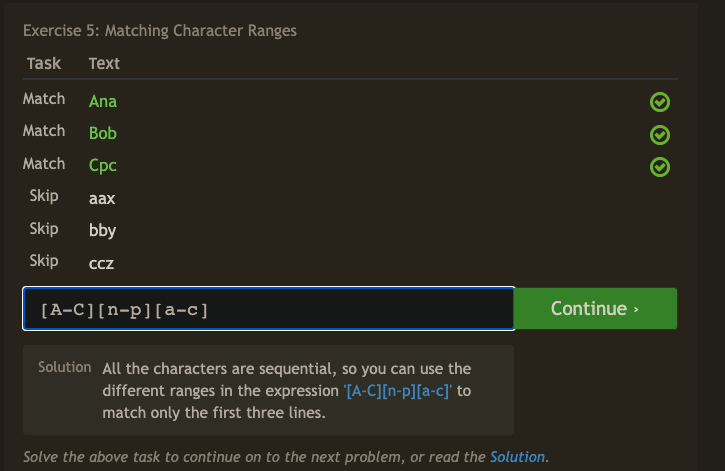 Exercise 5: Matching Character Ranges
Task Text
Match Ana
Match Bob
Match Cpc
Skip aax
Skip bby
Skip ccz
[A-C][n-p][a-c] Continue ›
Solution All the characters are sequential, so you can use the
different ranges in the expression '[A-C][n-p][a-c]' to
match only the first three lines.
Solve the above task to continue on to the next problem, or read the Solution.